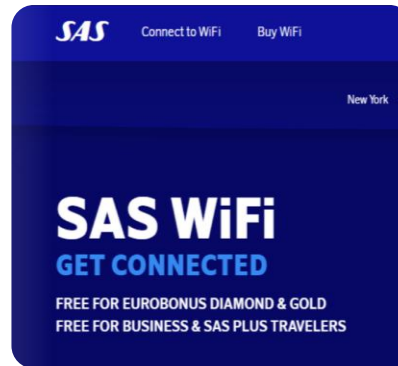 SAS Connect to WiFi Buy WiFi
New York
SAS WiFi
GET CONNECTED
FREE FOR EUROBONUS DIAMOND & GOLD
FREE FOR BUSINESS & SAS PLUS TRAVELERS